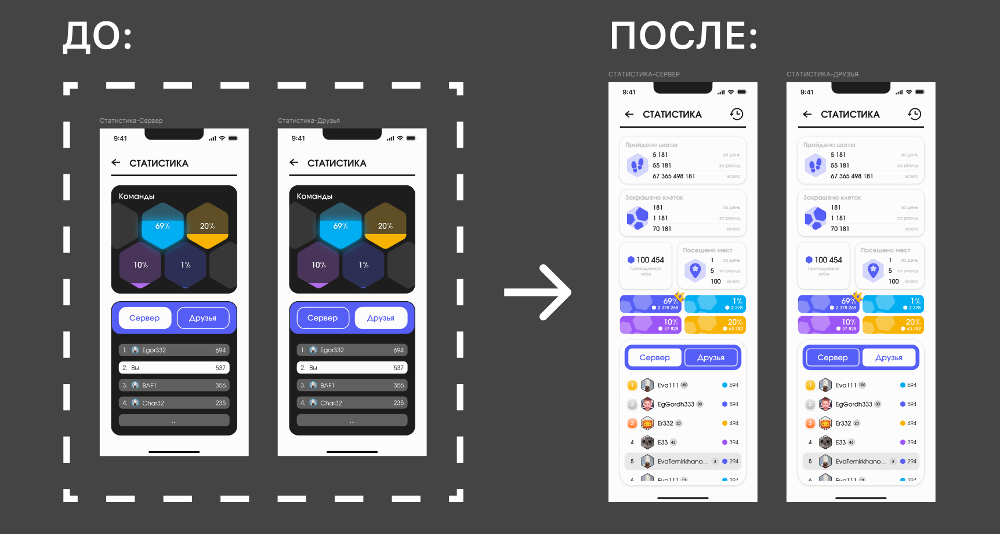 ДО:
ПОСЛЕ:
Статистика-Сервер
9:41
СТАТИСТИКА
Команды
69%
20%
10%
1%
Сервер
Друзья
1. Egor332 694
2. Вы 537
3. BAF1 356
4. Char32 235
...
Статистика-Друзья
9:41
СТАТИСТИКА
Команды
69%
20%
10%
1%
Сервер
Друзья
1. Egor332 694
2. Вы 537
3. BAF1 356
4. Char32 235
...
СТАТИСТИКА-СЕРВЕР
9:41
СТАТИСТИКА
Пройдено шагов
5 181 за день
55 181 за раунд
67 365 498 181 всего
Закрашено клеток
181 за день
1 181 за раунд
70 181 всего
100 454
принадлежат
тебе
Посещено мест
1 за день
5 за раунд
100 всего
69%
2 378 268
1%
2 378
10%
37 828
20%
63 782
Сервер
Друзья
1 Eva111 100 694
2 EgGordh333 30 594
3 Er332 23 494
4 E33 43 394
5 EvaTemirkhano... 3 294
6 Eva111 13 294
СТАТИСТИКА-ДРУЗЬЯ
9:41
СТАТИСТИКА
Пройдено шагов
5 181 за день
55 181 за раунд
67 365 498 181 всего
Закрашено клеток
181 за день
1 181 за раунд
70 181 всего
100 454
принадлежат
тебе
Посещено мест
1 за день
5 за раунд
100 всего
69%
2 378 268
1%
2 378
10%
37 828
20%
63 782
Сервер
Друзья
1 Eva111 100 694
2 EgGordh333 30 594
3 Er332 23 494
4 E33 43 394
5 EvaTemirkhano... 3 294
6 Eva111 13 294